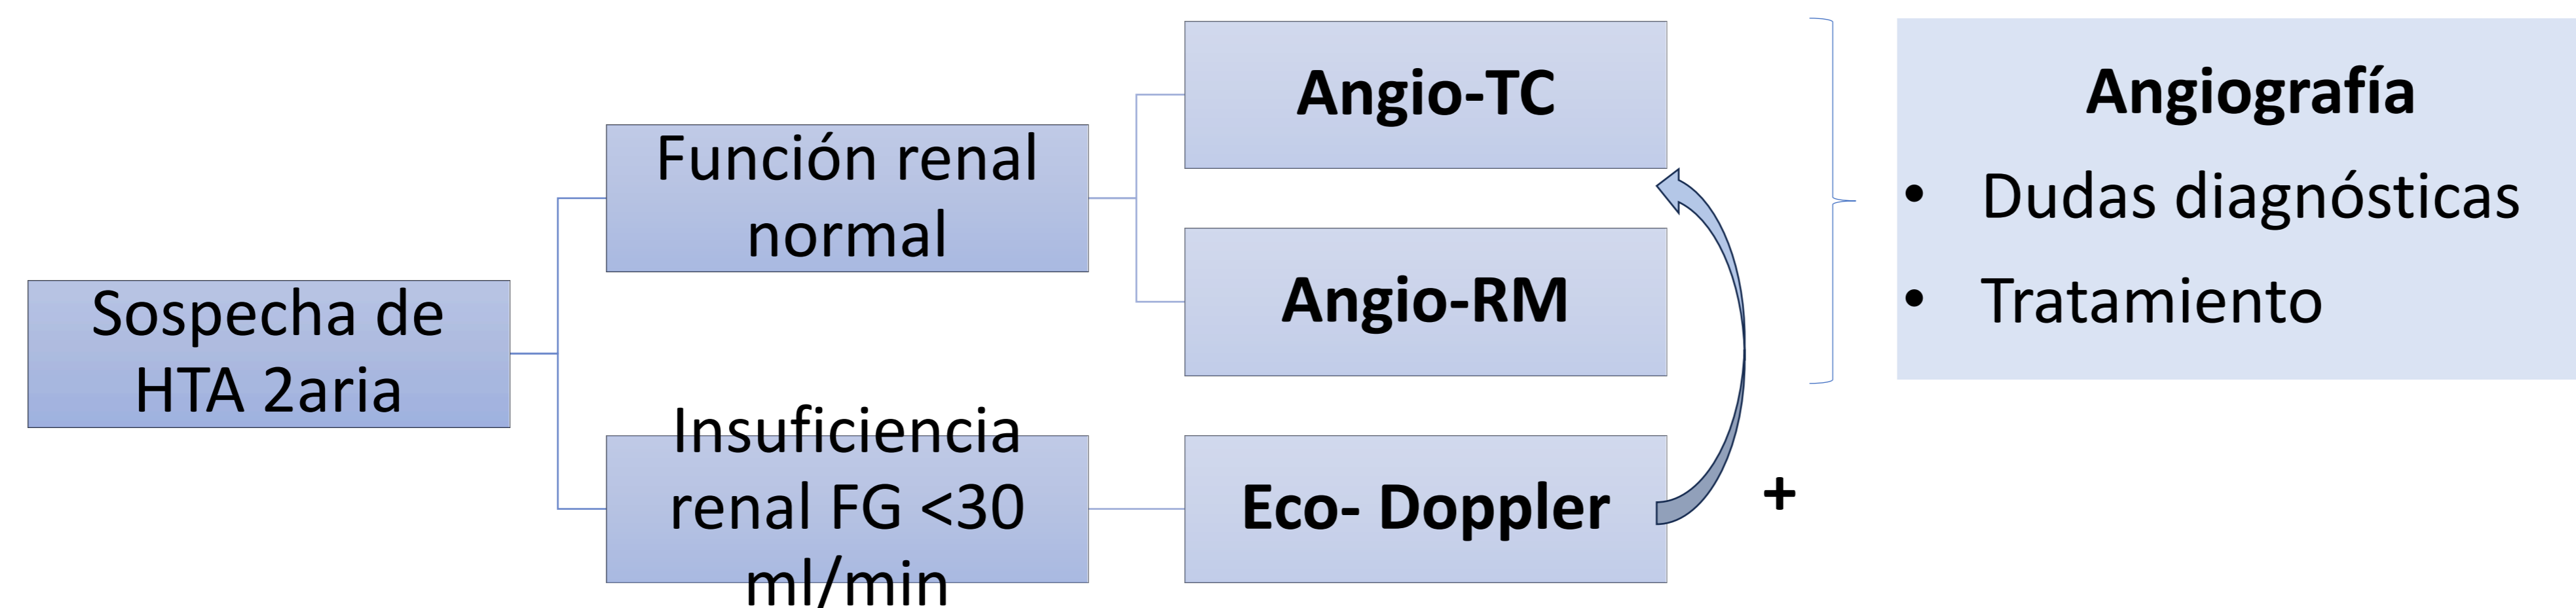 Sospecha de
HTA 2aria
Función renal
normal
Insuficiencia
renal FG <30
ml/min
Angio-TC
Angio-RM
Eco- Doppler
+
Angiografía
• Dudas diagnósticas
• Tratamiento